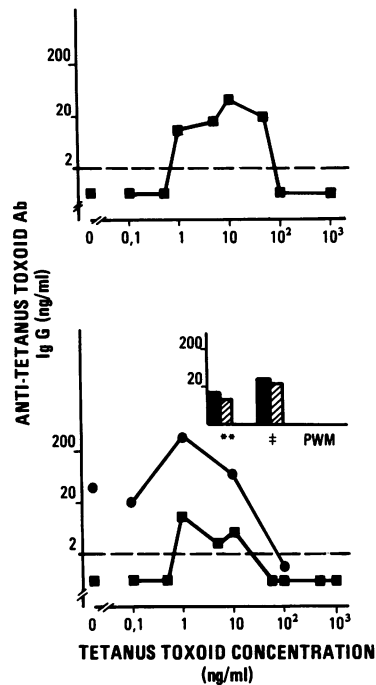 ANTI-TETANUS TOXOID Ab
Ig G (ng/ml)
200
20
2
0 0,1 1 10 10² 10³
200
20
** ‡ PWM
200
20
2
0 0,1 1 10 10² 10³
TETANUS TOXOID CONCENTRATION
(ng/ml)